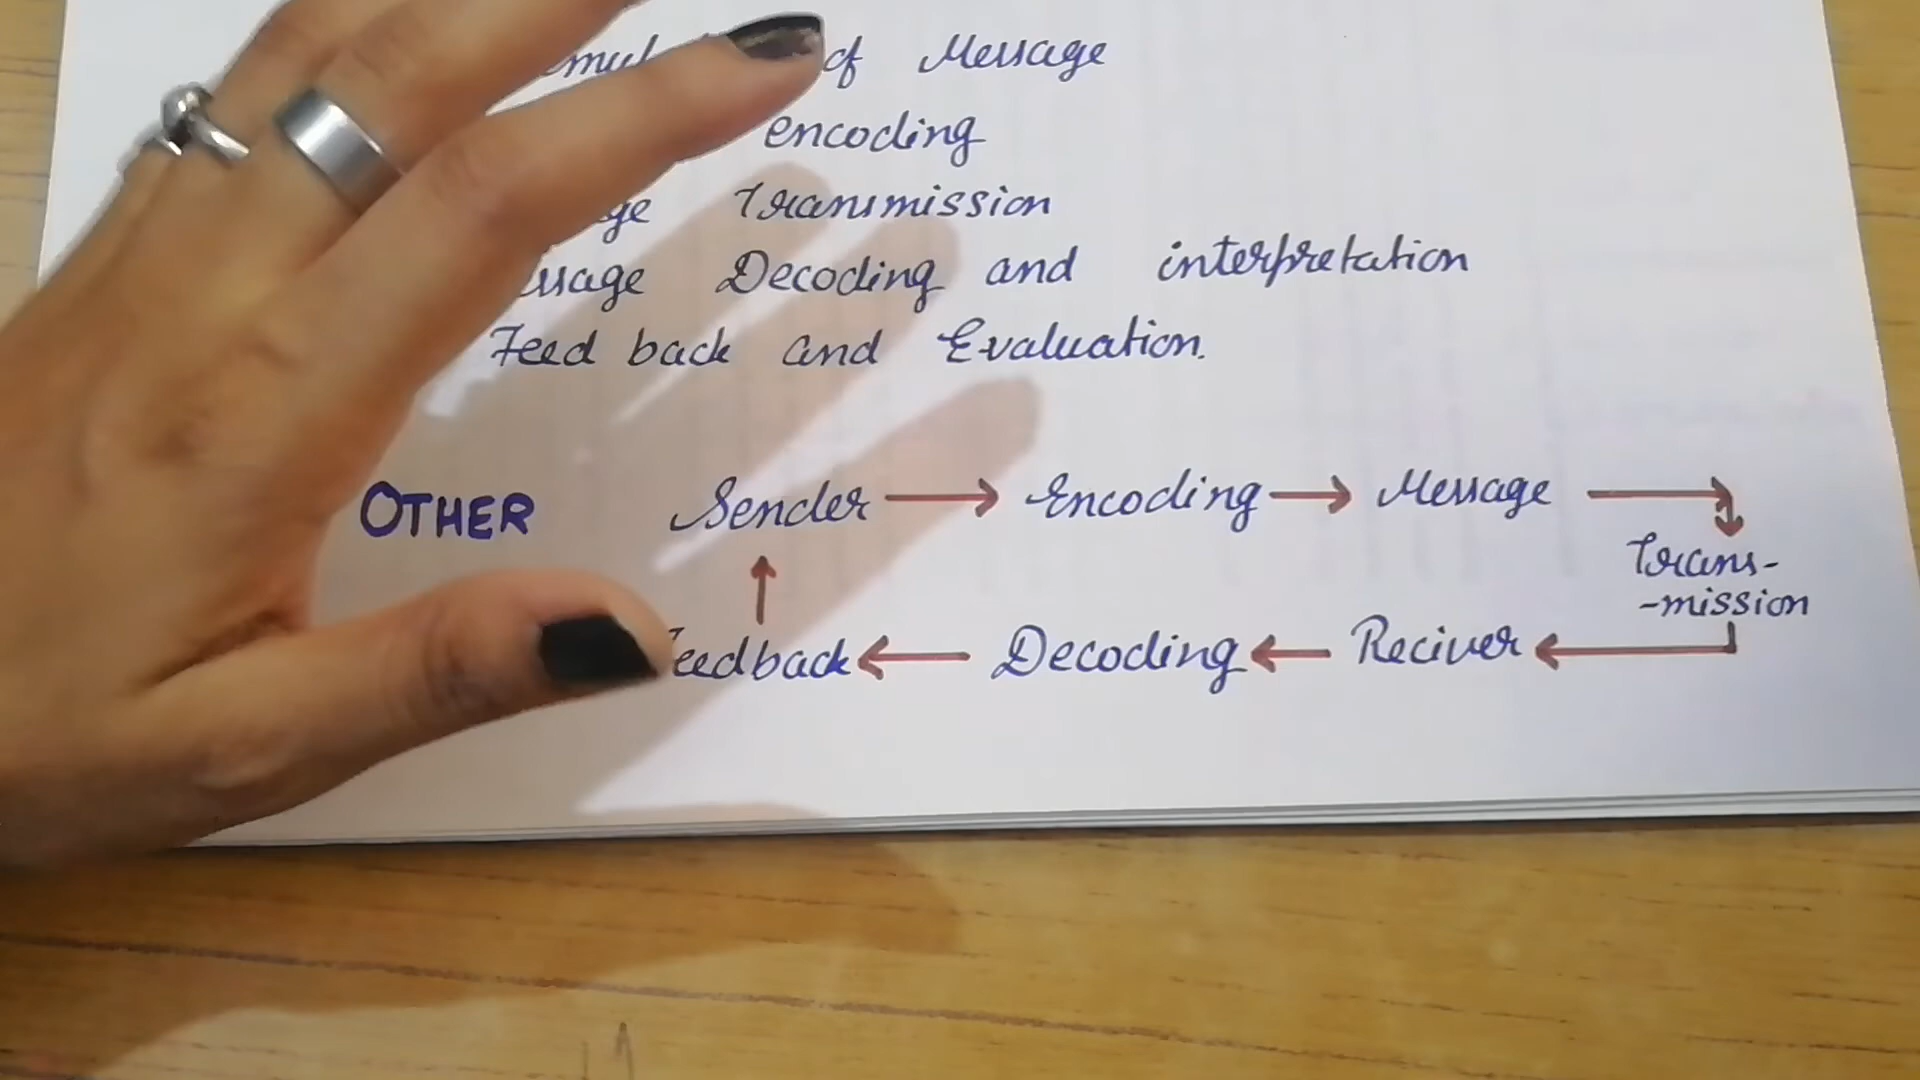 of Message
encoding
Transmission
Decoding and interpretation
Feed back and Evaluation.
OTHER Sender → Encoding → Message →
Trans-
-mission
Feedback ← Decoding ← Reciver ←